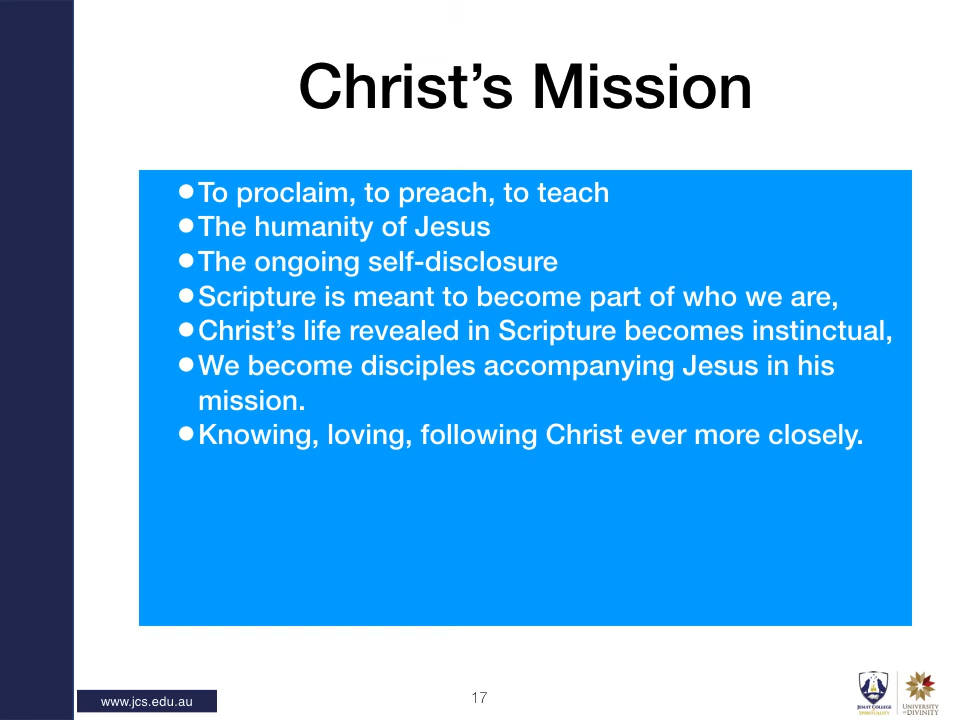 Christ’s Mission
●To proclaim, to preach, to teach
●The humanity of Jesus
●The ongoing self-disclosure
●Scripture is meant to become part of who we are,
●Christ’s life revealed in Scripture becomes instinctual,
●We become disciples accompanying Jesus in his
mission.
●Knowing, loving, following Christ ever more closely.
www.jcs.edu.au
17
JESUIT COLLEGE
of SPIRITUALITY
UNIVERSITY
OF DIVINITY